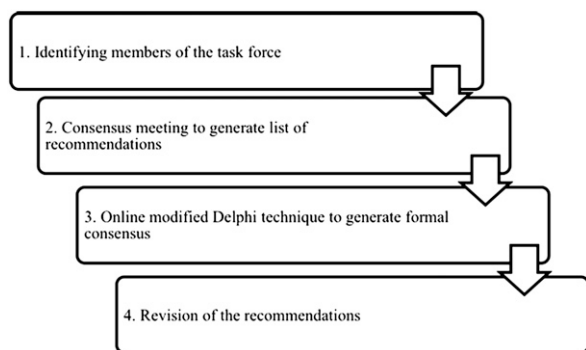 1. Identifying members of the task force
2. Consensus meeting to generate list of
recommendations
3. Online modified Delphi technique to generate formal
consensus
4. Revision of the recommendations